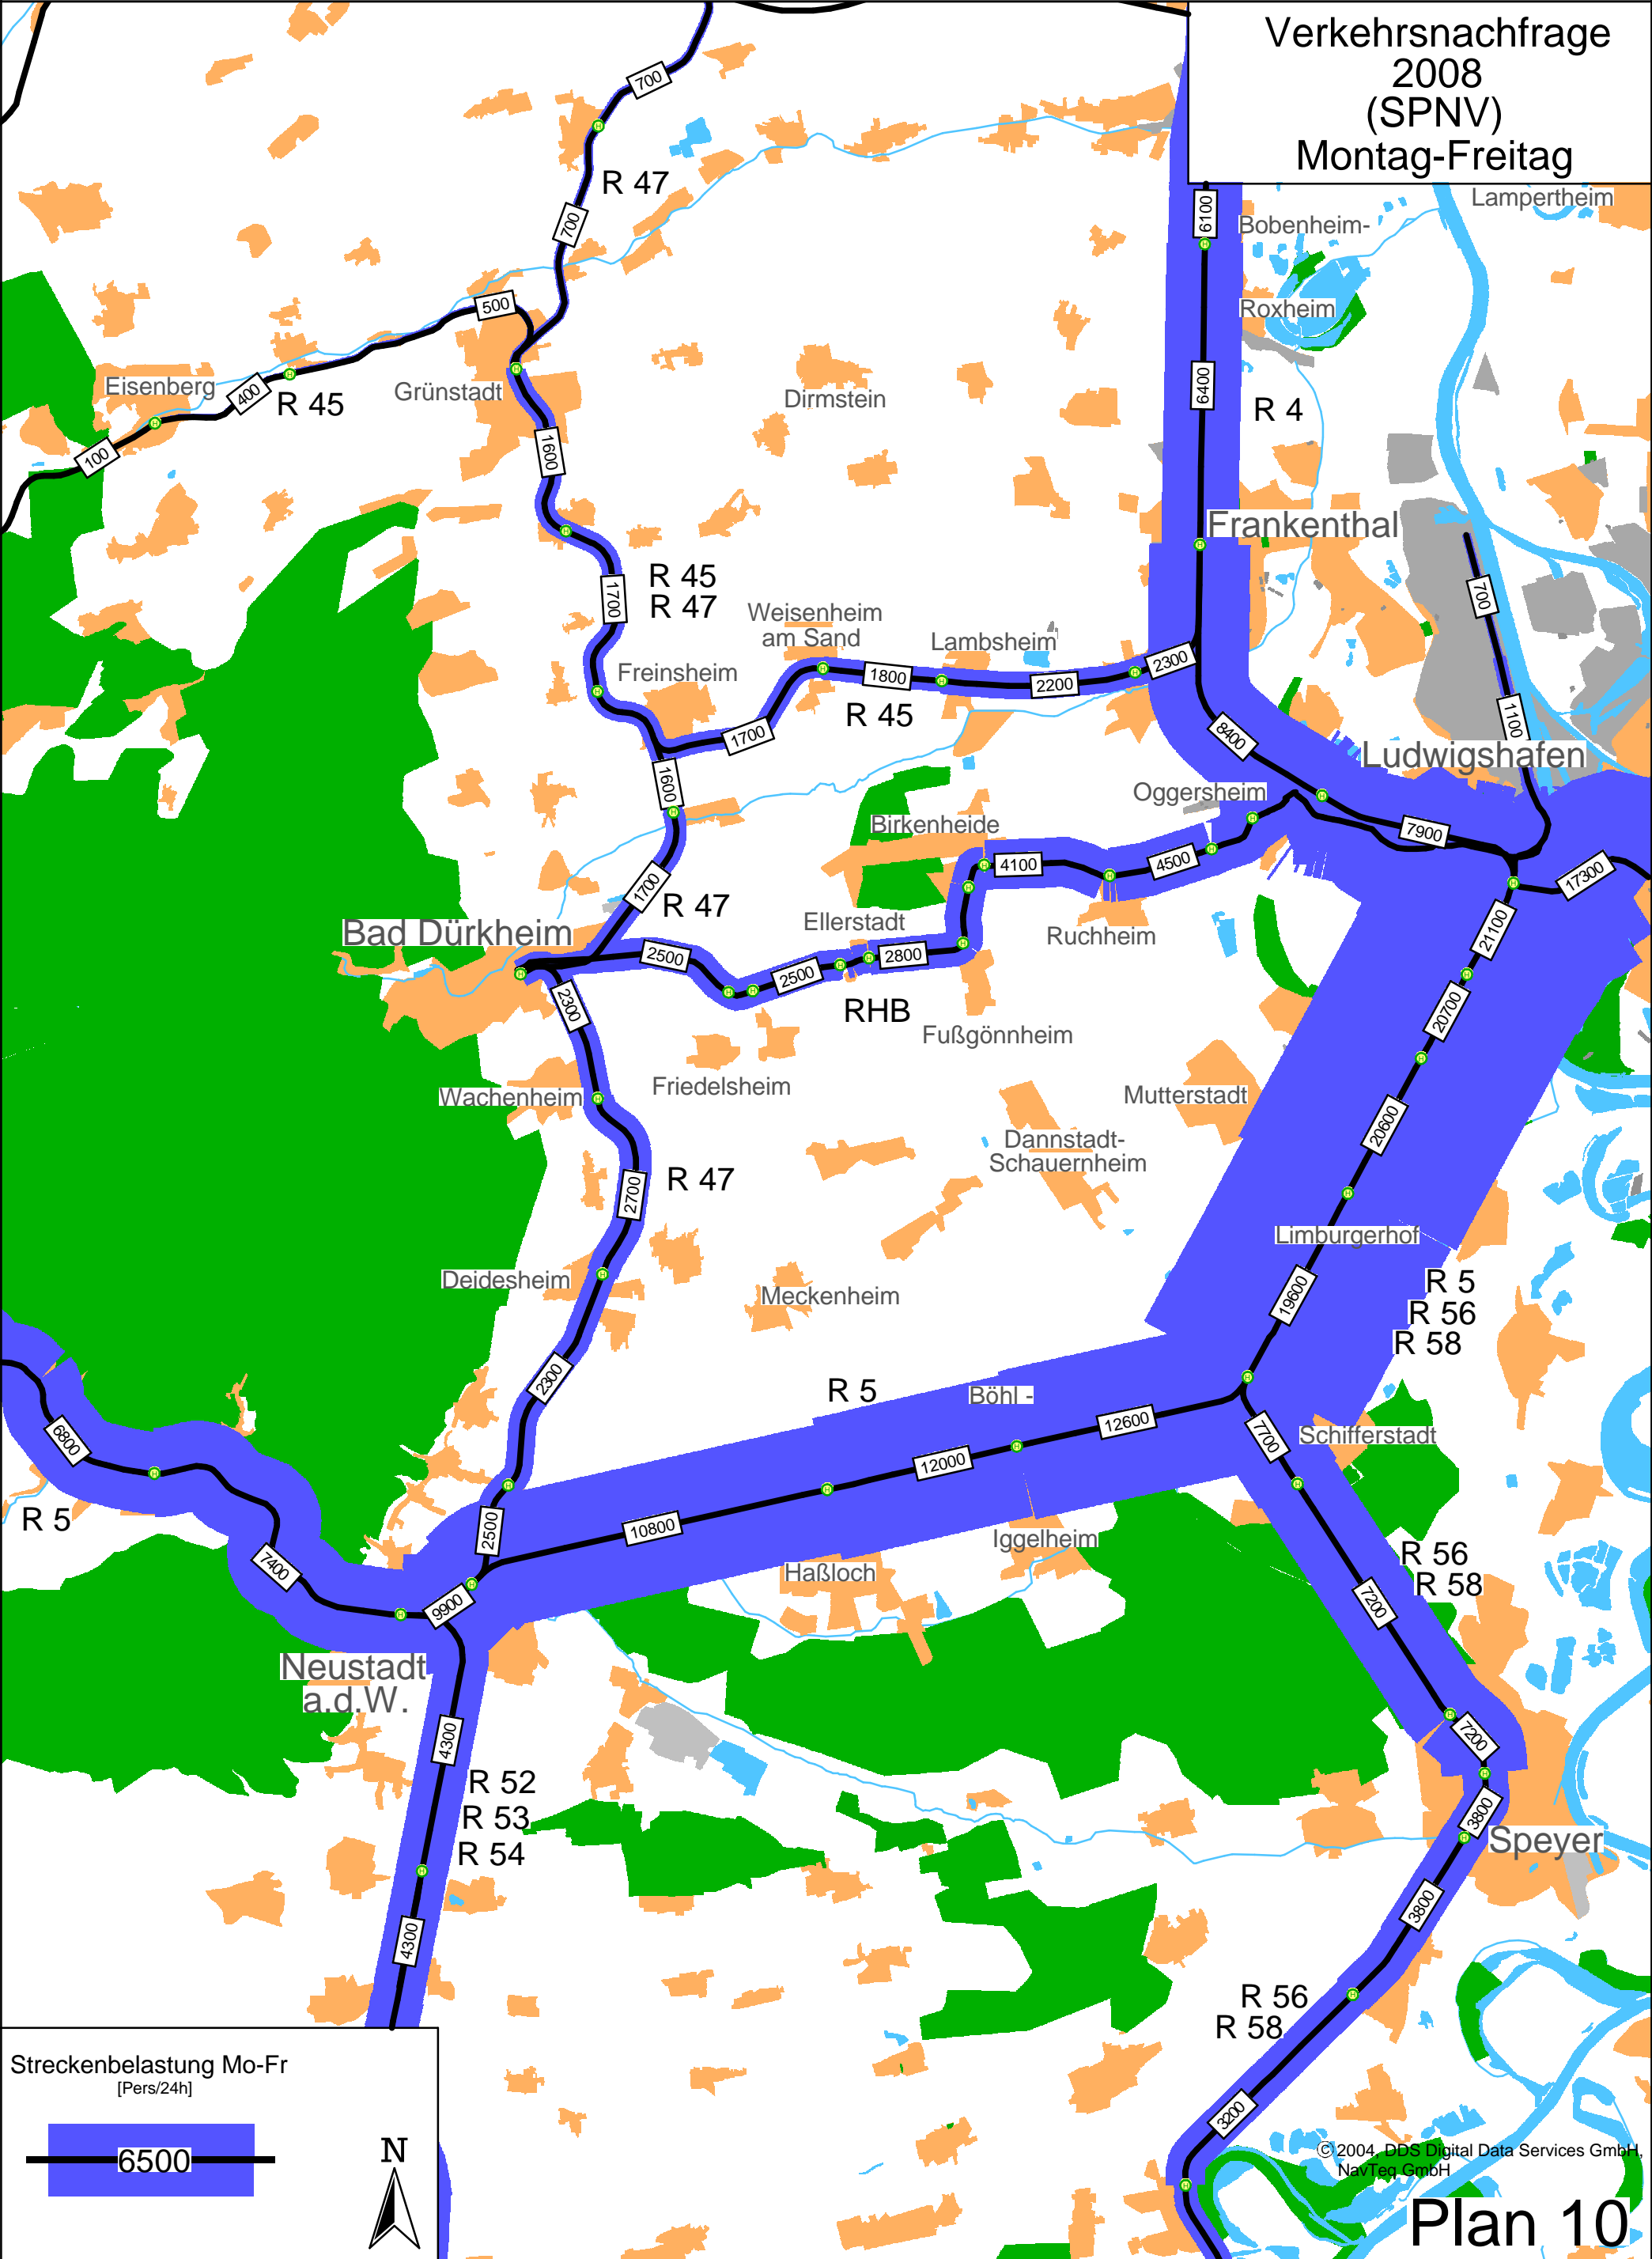 Verkehrsnachfrage
2008
(SPNV)
Montag-Freitag
700
R 47
700
6100
Lampertheim
Bobenheim-
Roxheim
500
Eisenberg
400
R 45
Grünstadt
Dirmstein
6400
R 4
100
1600
Frankenthal
R 45
R 47
1700
Weisenheim
am Sand
Lambsheim
700
Freinsheim
1800
2200
2300
R 45
1700
8400
1100
Ludwigshafen
1600
Oggersheim
Birkenheide
7900
4100
4500
17300
1700
R 47
Ellerstadt
Ruchheim
21100
Bad Dürkheim
2500
2500
2800
2300
RHB
20700
Fußgönnheim
Friedelsheim
Wachenheim
Mutterstadt
20600
Dannstadt-
Schauernheim
2700
R 47
Limburgerhof
Deidesheim
Meckenheim
19600
R 5
R 56
R 58
2300
R 5
Böhl -
12600
7700
Schifferstadt
6800
12000
R 5
2500
10800
Iggelheim
Haßloch
7400
9900
R 56
R 58
7200
Neustadt
a.d.W.
4300
7200
R 52
R 53
R 54
3800
Speyer
4300
3800
R 56
R 58
3200
Streckenbelastung Mo-Fr
[Pers/24h]
6500
N
© 2004, DDS Digital Data Services GmbH,
NavTeq GmbH
Plan 10